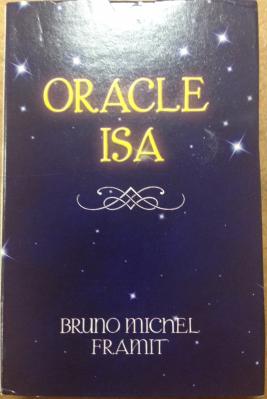 ORACLE
ISA
BRUNO MICHEL
FRAMIT